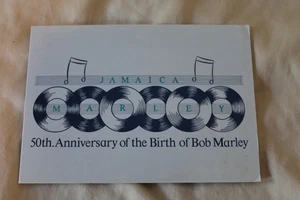 JAMAICA
MARLEY
50th.Anniversary of the Birth of Bob Marley